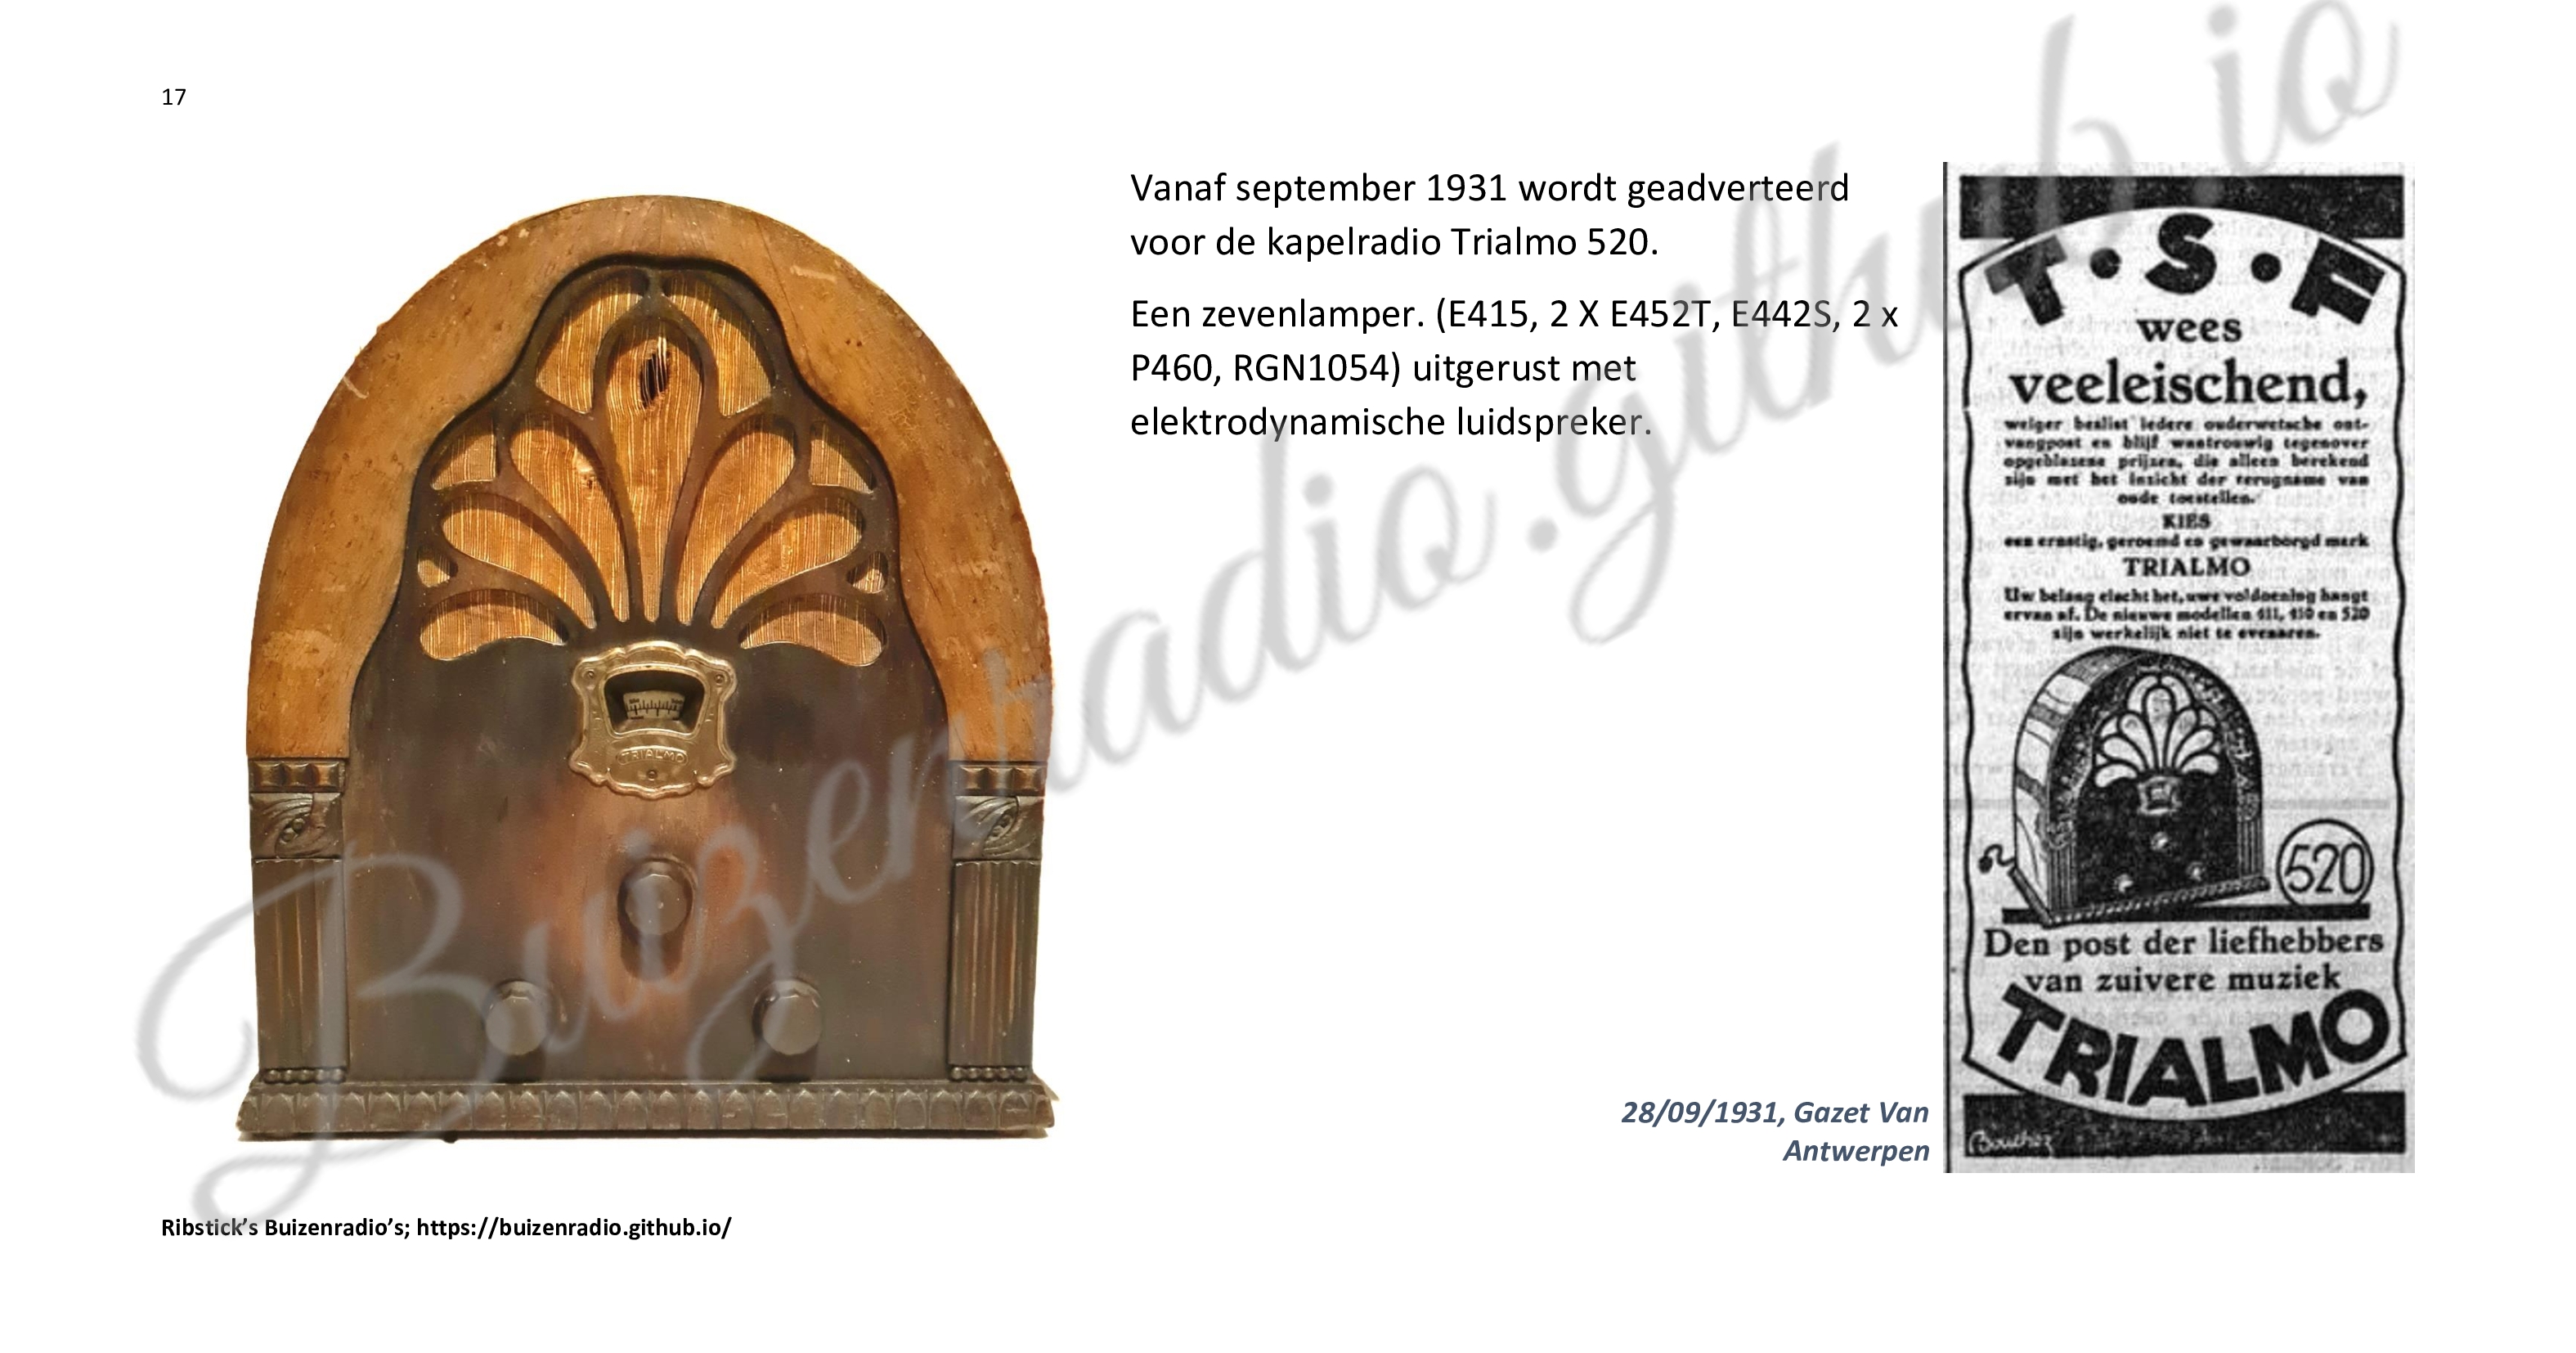 17
Vanaf september 1931 wordt geadverteerd
voor de kapelradio Trialmo 520.
Een zevenlamper. (E415, 2 X E452T, E442S, 2 x
P460, RGN1054) uitgerust met
elektrodynamische luidspreker.
TRIALMO
T·S·F
wees
veeleischend,
weiger beslist iedere ouderwetsche ont-
vangpost en blijf wantrouwig tegenover
opgeblasene prijzen, die alleen berekend
zijn met het inzicht der terugname van
oude toestellen.
KIES
een ernstig, geroemd en gewaarborgd merk
TRIALMO
Uw belang eischt het, uwe voldoening hangt
ervan af. De nieuwe modellen 411, 410 en 520
zijn werkelijk niet te evenaren.
520
Den post der liefhebbers
van zuivere muziek
TRIALMO
28/09/1931, Gazet Van
Antwerpen
Ribstick’s Buizenradio’s; https://buizenradio.github.io/
Buizenradio.github.io